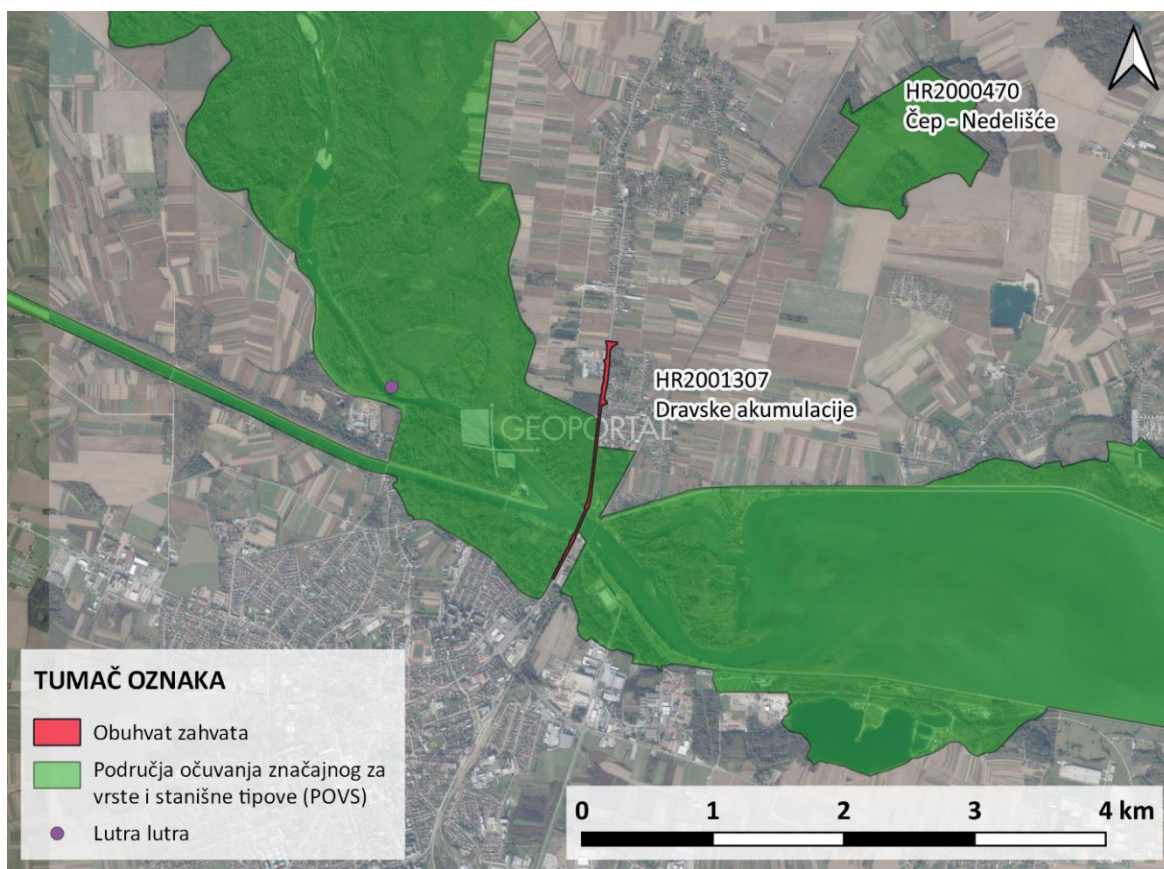 HR2000470
Čep - Nedelišće
HR2001307
Dravske akumulacije
GEOPORTAL
TUMAČ OZNAKA
Obuhvat zahvata
Područja očuvanja značajnog za
vrste i stanišne tipove (POVS)
Lutra lutra
0 1 2 3 4 km